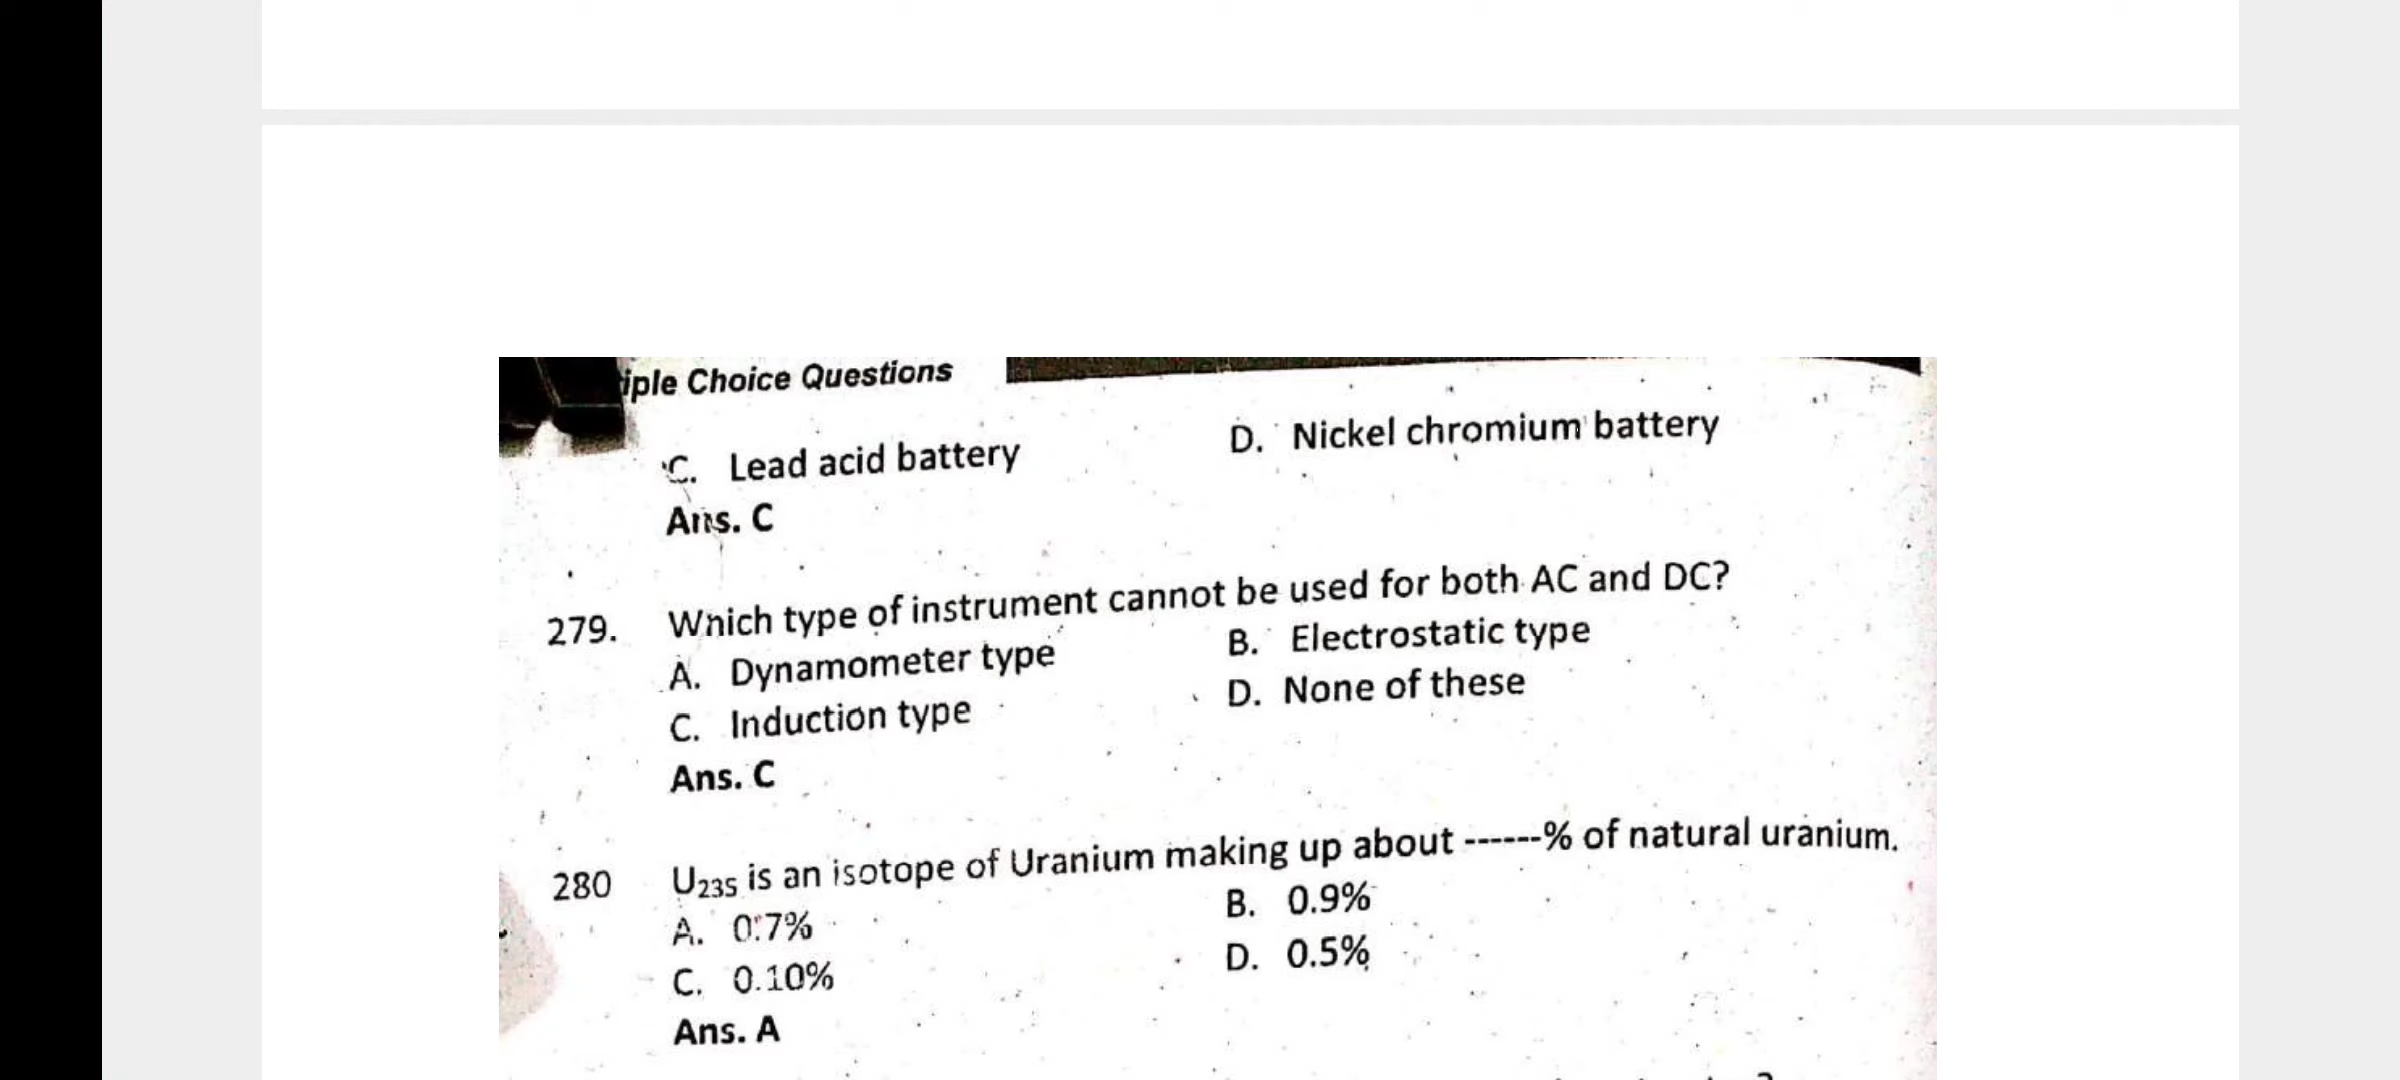 iple Choice Questions
C. Lead acid battery D. Nickel chromium battery
Ans. C
279. Which type of instrument cannot be used for both AC and DC?
A. Dynamometer type B. Electrostatic type
C. Induction type D. None of these
Ans. C
280 U235 is an isotope of Uranium making up about ------% of natural uranium.
A. 0.7% B. 0.9%
C. 0.10% D. 0.5%
Ans. A